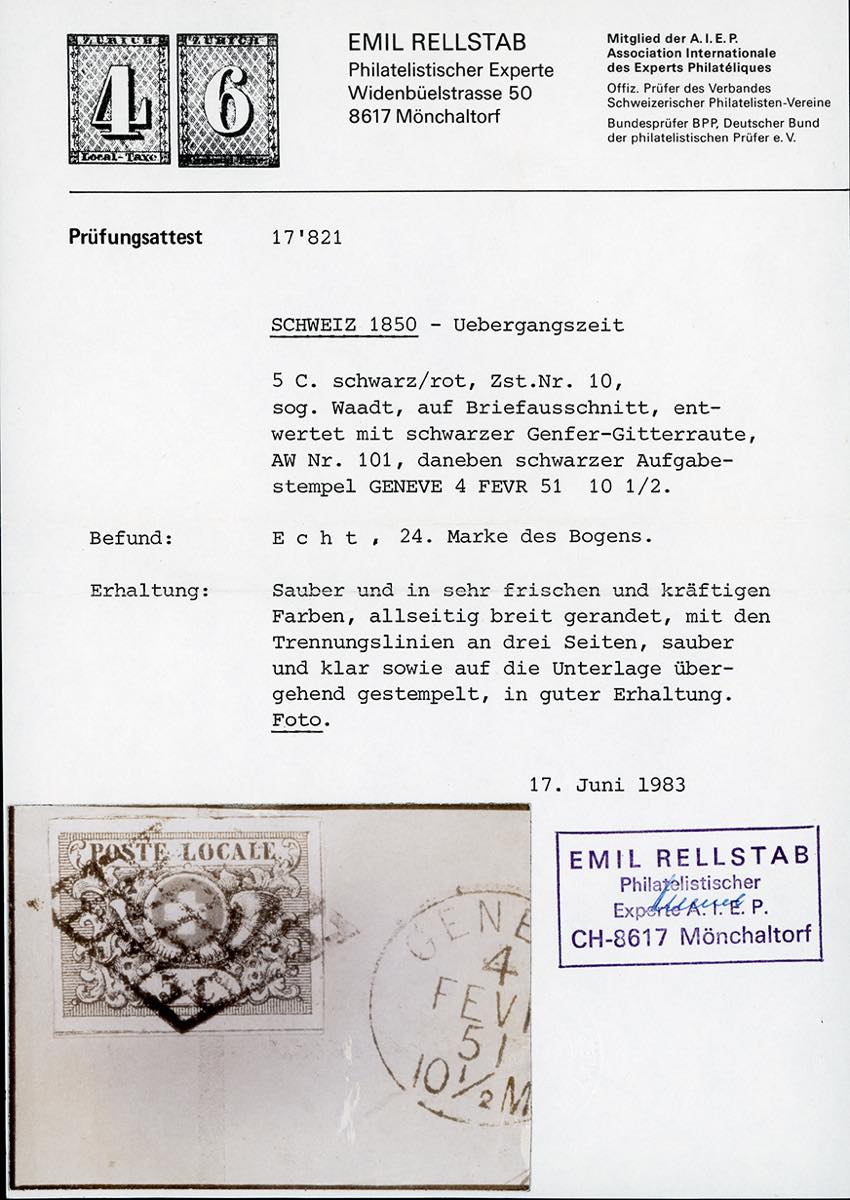 ZÜRICH
4
Local-Taxe
ZÜRICH
6
EMIL RELLSTAB
Philatelistischer Experte
Widenbüelstrasse 50
8617 Mönchaltorf
Mitglied der A. I. E. P.
Association Internationale
des Experts Philatéliques
Offiz. Prüfer des Verbandes
Schweizerischer Philatelisten-Vereine
Bundesprüfer BPP, Deutscher Bund
der philatelistischen Prüfer e. V.
Prüfungsattest 17'821
SCHWEIZ 1850 - Uebergangszeit
5 C. schwarz/rot, Zst.Nr. 10,
sog. Waadt, auf Briefausschnitt, ent-
wertet mit schwarzer Genfer-Gitterraute,
AW Nr. 101, daneben schwarzer Aufgabe-
stempel GENEVE 4 FEVR 51 10 1/2.
Befund: E c h t , 24. Marke des Bogens.
Erhaltung: Sauber und in sehr frischen und kräftigen
Farben, allseitig breit gerandet, mit den
Trennungslinien an drei Seiten, sauber
und klar sowie auf die Unterlage über-
gehend gestempelt, in guter Erhaltung.
Foto.
17. Juni 1983
POSTE LOCALE
GENE
4
FEVR
51
10 1/2 M
EMIL RELLSTAB
Philatelistischer
Experte A. I. E. P.
CH-8617 Mönchaltorf